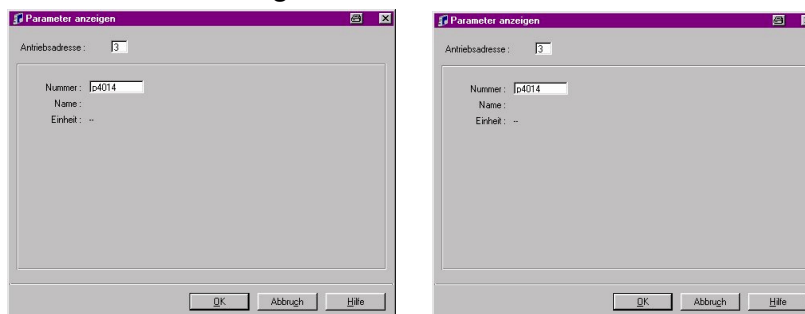 Parameter anzeigen
Antriebsadresse : 3
Nummer : p4014
Name :
Einheit : --
OK Abbruch Hilfe
Parameter anzeigen
Antriebsadresse : 3
Nummer : p4014
Name :
Einheit : --
OK Abbruch Hilfe